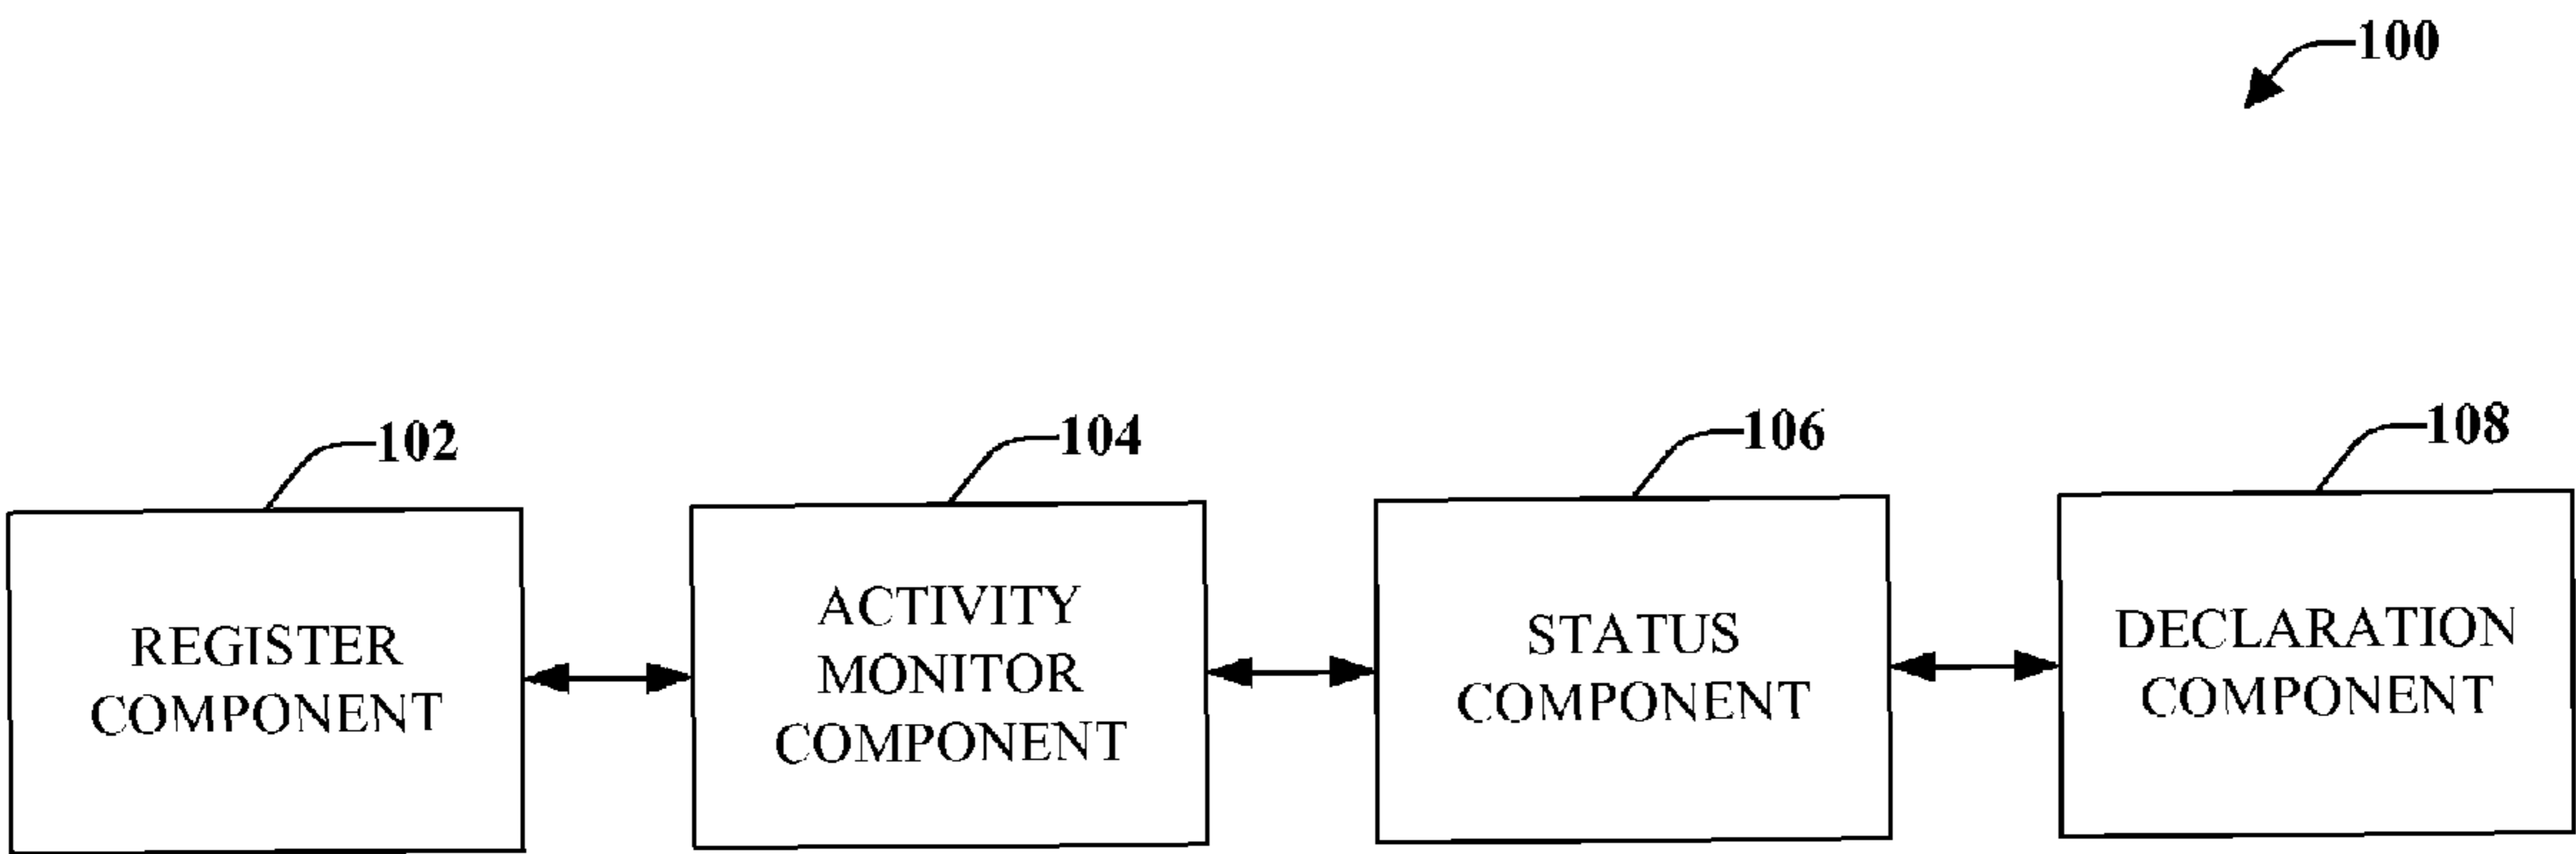 100
102
104
106
108
REGISTER
COMPONENT
ACTIVITY
MONITOR
COMPONENT
STATUS
COMPONENT
DECLARATION
COMPONENT